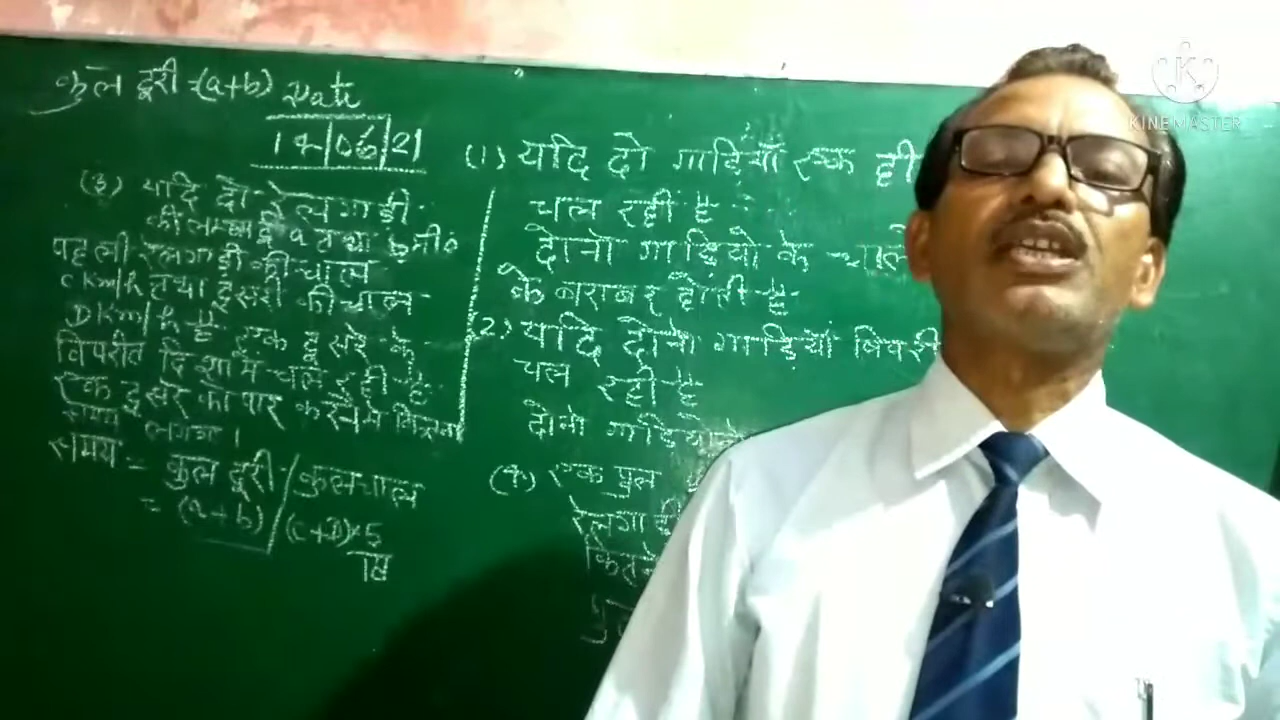 कुल दूरी =(a+b)
Date
14/06/21
(3) यदि दो रेलगाड़ी
की लम्बाई a तथा b मी०
पहली रेलगाड़ी की चाल
c km/h तथा दूसरी की चाल
D km/h है एक दूसरे के
विपरीत दिशा में चल रही है
एक दूसरे को पार करने में कितना
समय लगेगा।
समय = कुल दूरी / कुल चाल
= (a+b) / (c+D)×5
18
(1) यदि दो गाड़ियाँ एक ही
चल रही है
दोनो गाड़ियो के चालो
के बराबर होती है
(2) यदि दोनो गाड़ियाँ विपरी
चल रही है
दोनो गाड़ियो
(4) एक पुल
रेलगाड़ी
कितने
KINEMASTER